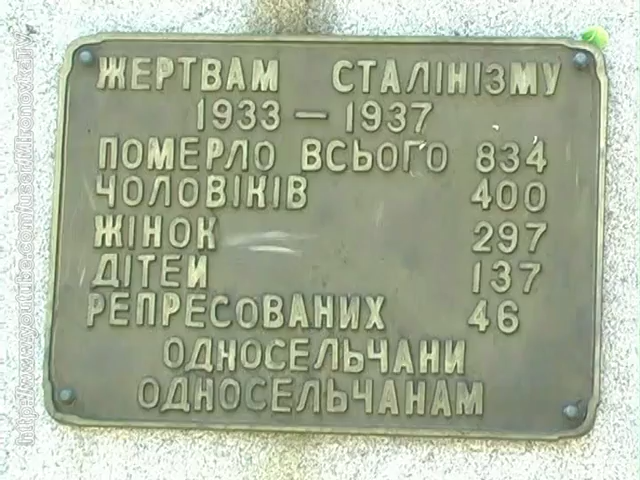 ЖЕРТВАМ СТАЛІНІЗМУ
1933 — 1937
ПОМЕРЛО ВСЬОГО 834
ЧОЛОВІКІВ 400
ЖІНОК 297
ДІТЕЙ 137
РЕПРЕСОВАНИХ 46
ОДНОСЕЛЬЧАНИ
ОДНОСЕЛЬЧАНАМ